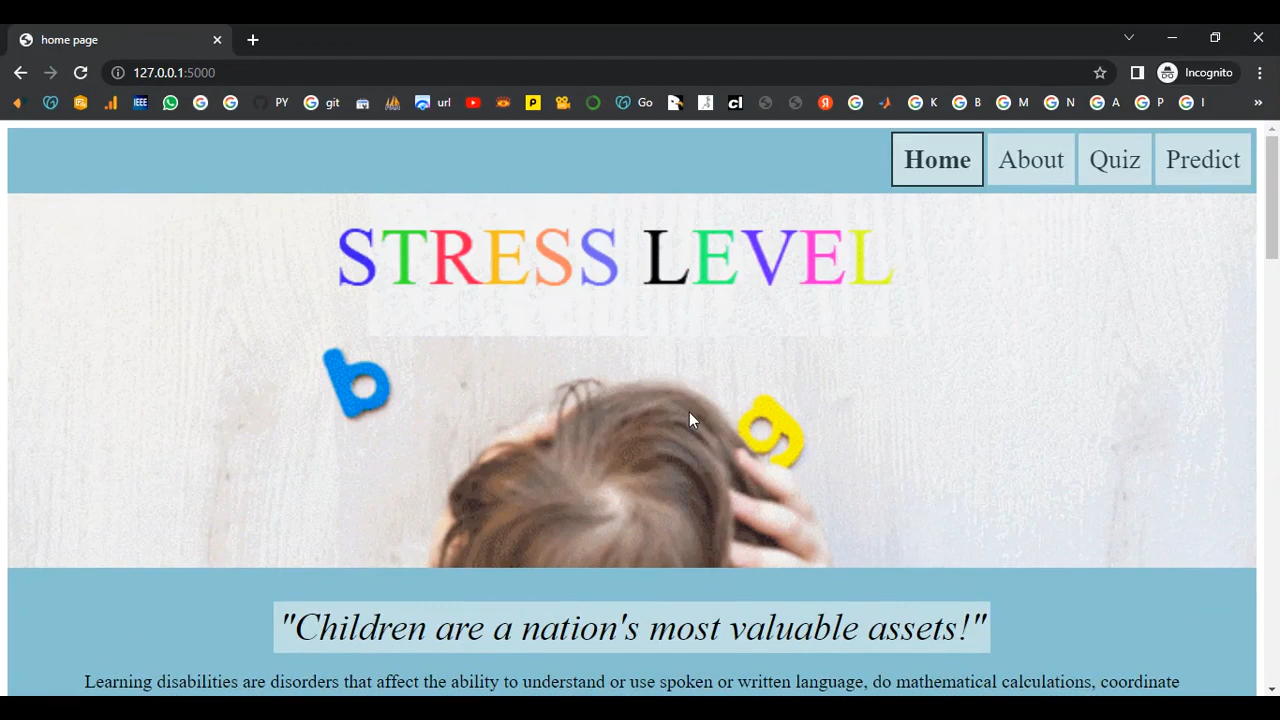 home page
127.0.0.1:5000
Incognito
IEEE
PY
git
url
Go
cl
K
B
M
N
A
P
I
»
Home
About
Quiz
Predict
STRESS LEVEL
b
g
"Children are a nation's most valuable assets!"
Learning disabilities are disorders that affect the ability to understand or use spoken or written language, do mathematical calculations, coordinate